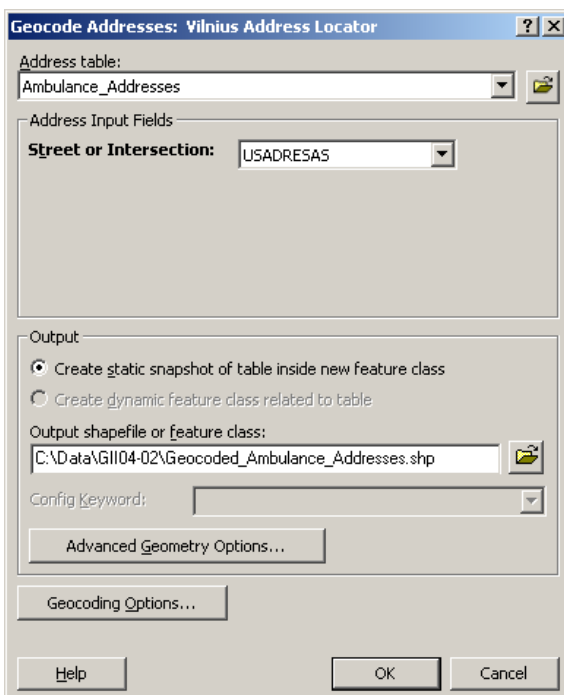 Geocode Addresses: Vilnius Address Locator
Address table:
Ambulance_Addresses
Address Input Fields
Street or Intersection: USADRESAS
Output
Create static snapshot of table inside new feature class
Create dynamic feature class related to table
Output shapefile or feature class:
C:\Data\GII04-02\Geocoded_Ambulance_Addresses.shp
Config Keyword:
Advanced Geometry Options...
Geocoding Options...
Help OK Cancel